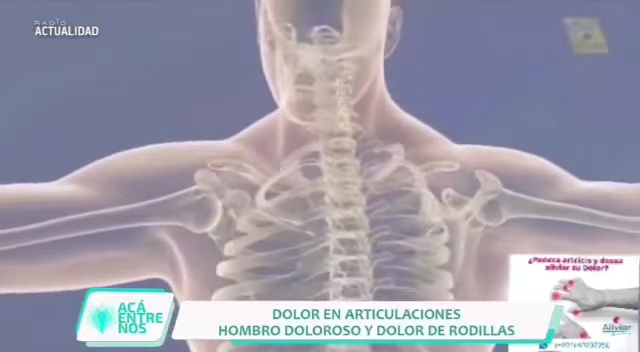 RADIO
ACTUALIDAD
¿Padece artritis y desea
aliviar su Dolor?
Aliviar
ACÁ
ENTRE
NOS
DOLOR EN ARTICULACIONES
HOMBRO DOLOROSO Y DOLOR DE RODILLAS